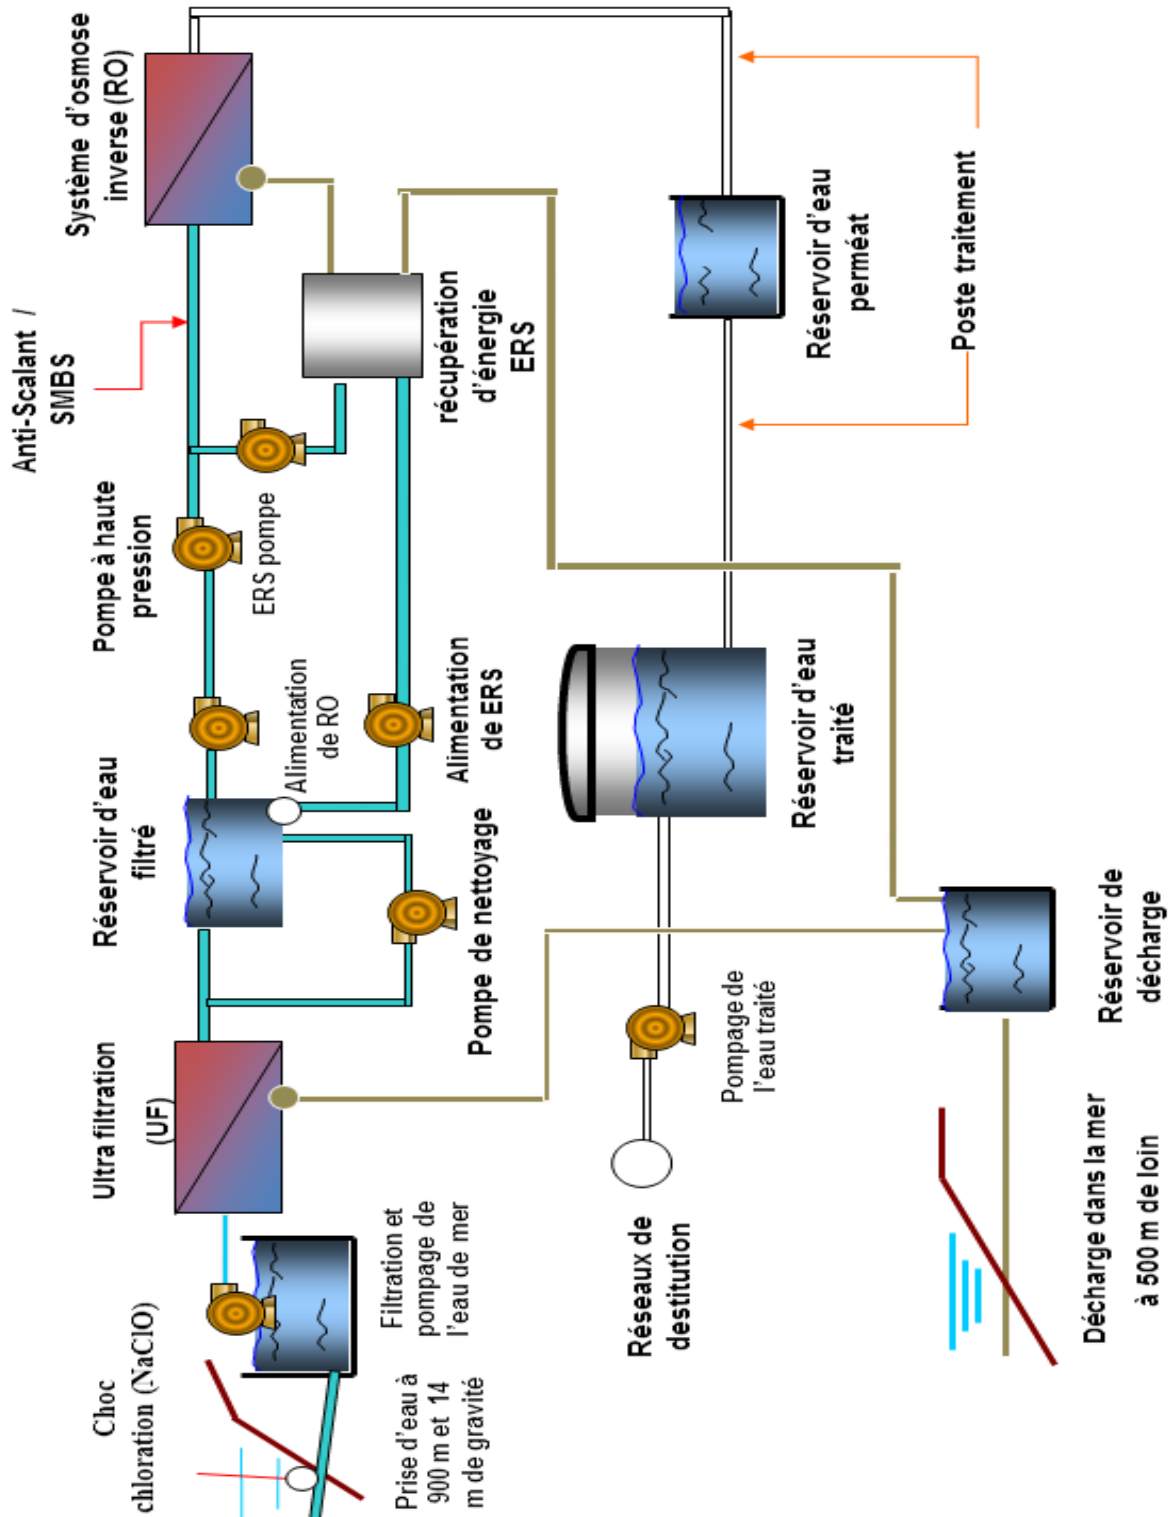 Système d'osmose
inverse (RO)
Anti-Scalant /
SMBS
récupération
d'énergie
ERS
Réservoir d'eau
perméat
Poste traitement
Pompe à haute
pression
ERS pompe
Alimentation
de RO
Alimentation
de ERS
Réservoir d'eau
traité
Réservoir d'eau
filtré
Pompe de nettoyage
Réservoir de
décharge
Ultra filtration
(UF)
Pompage de
l'eau traité
Choc
chloration (NaClO)
Filtration et
pompage de
l'eau de mer
Prise d'eau à
900 m et 14
m de gravité
Réseaux de
destitution
Décharge dans la mer
à 500 m de loin